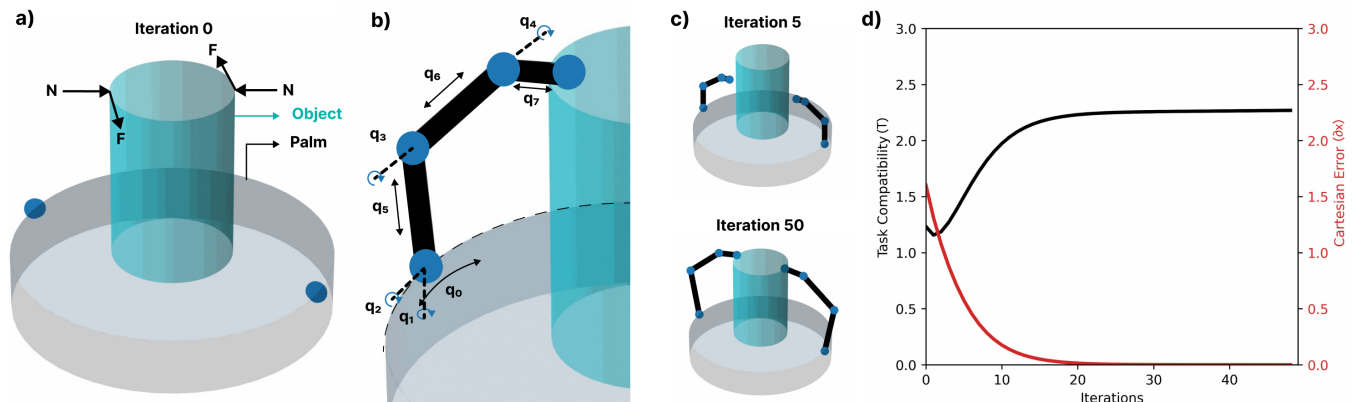 a)
Iteration 0
F
N
N
F
Object
Palm
b)
q4
q6
q7
q3
q5
q2
q0
q1
c)
Iteration 5
Iteration 50
d)
3.0
2.5
2.0
1.5
1.0
0.5
0.0
Task Compatibility (T)
0
10
20
30
40
Iterations
3.0
2.5
2.0
1.5
1.0
0.5
0.0
Cartesian Error (∂x)